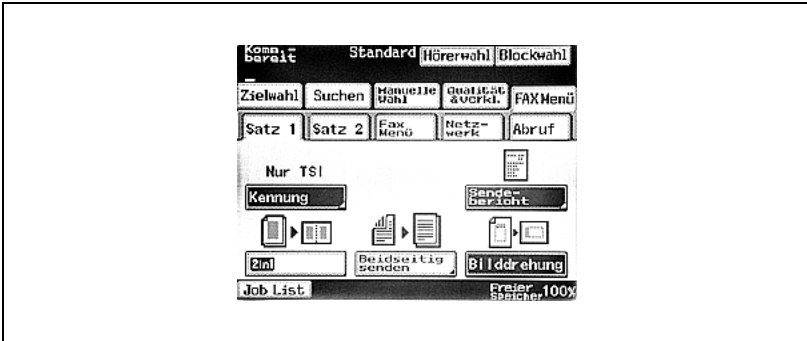 Komm.-
bereit
Standard
Hörerwahl
Blockwahl
Zielwahl
Suchen
Manuelle
Wahl
Qualität
&verkl.
FAX Menü
Satz 1
Satz 2
Fax
Menü
Netz-
werk
Abruf
Nur TSI
Kennung
Sende-
bericht
2in1
Beidseitig
senden
Bilddrehung
Job List
Freier
Speicher
100%